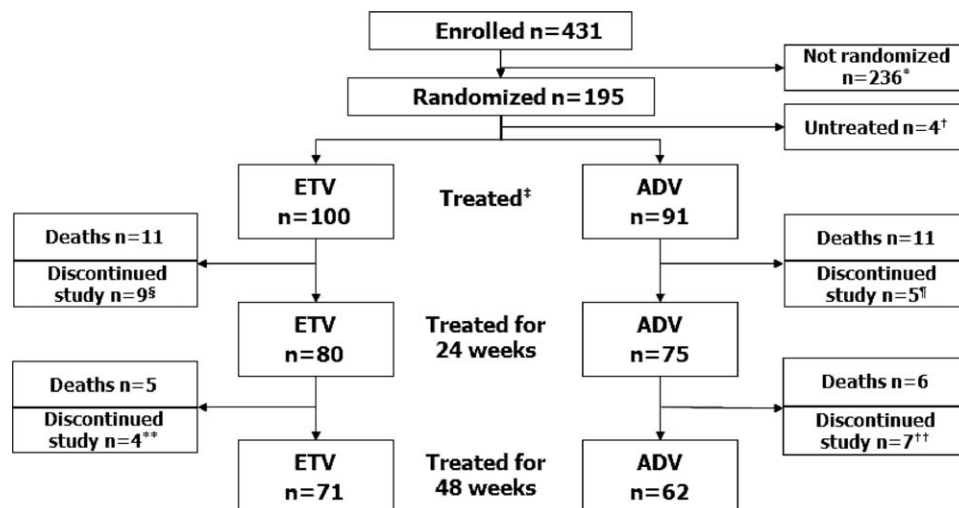 Enrolled n=431
Not randomized
n=236*
Randomized n=195
Untreated n=4†
ETV
n=100
Treated‡
ADV
n=91
Deaths n=11
Discontinued
study n=9§
Deaths n=11
Discontinued
study n=5¶
ETV
n=80
Treated for
24 weeks
ADV
n=75
Deaths n=5
Discontinued
study n=4**
Deaths n=6
Discontinued
study n=7††
ETV
n=71
Treated for
48 weeks
ADV
n=62